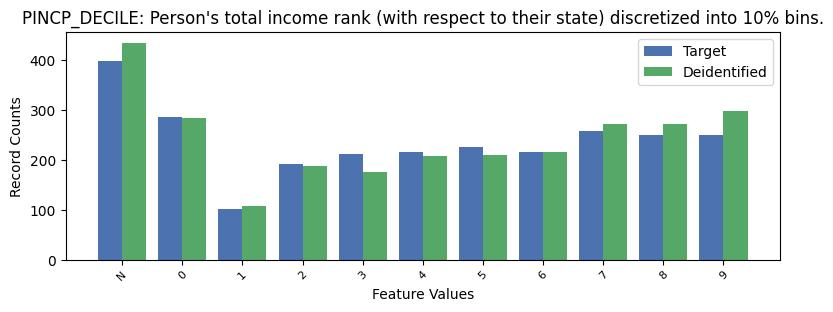 PINCP_DECILE: Person's total income rank (with respect to their state) discretized into 10% bins.
Target
Deidentified
Record Counts
400
300
200
100
0
N 0 1 2 3 4 5 6 7 8 9
Feature Values